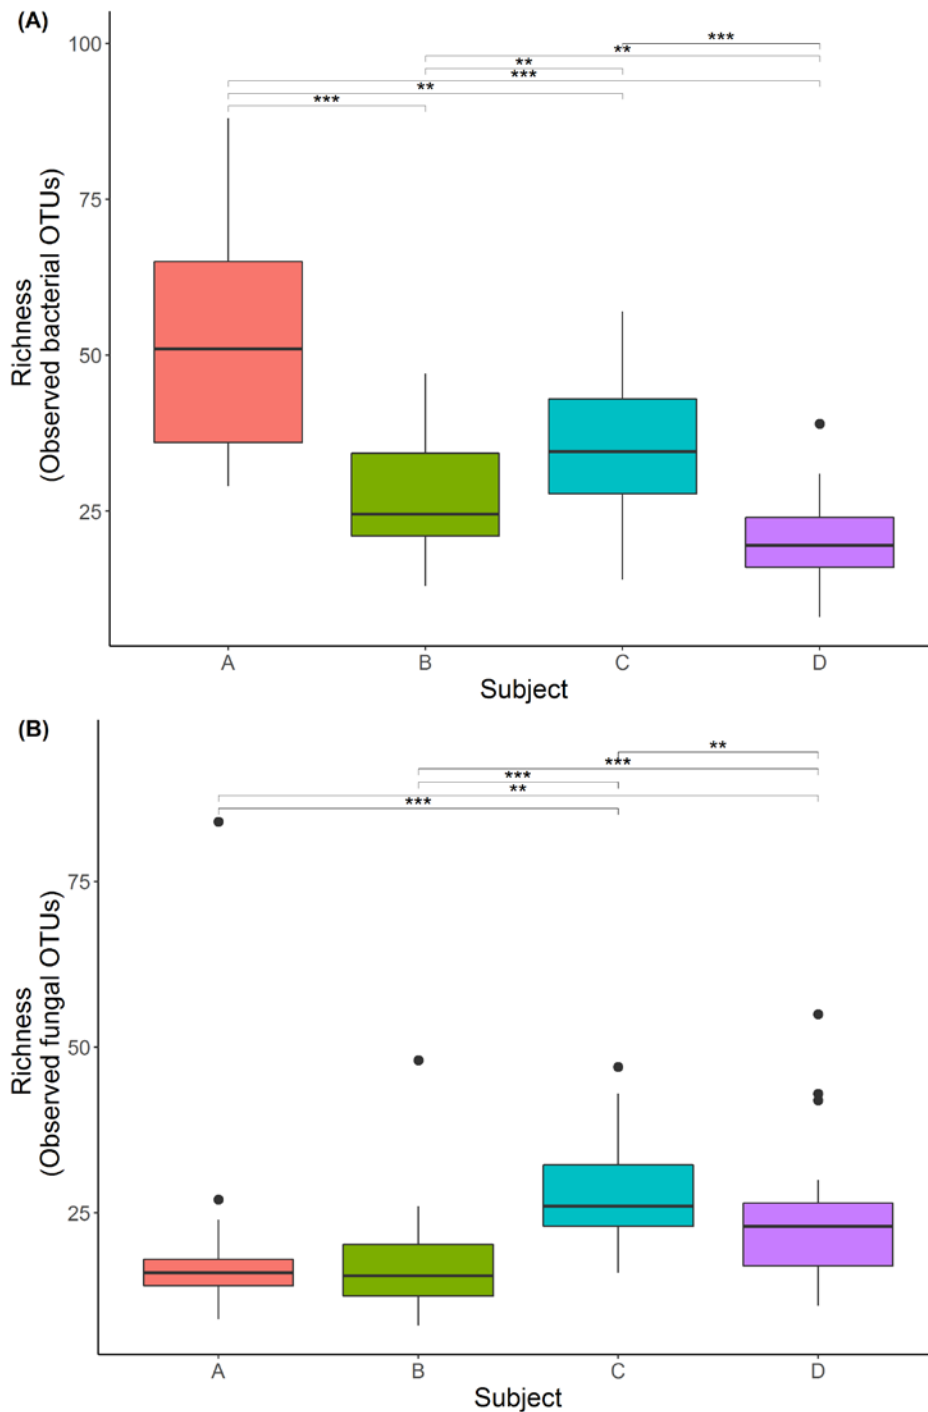 (A)
Richness
(Observed bacterial OTUs)
100
75
50
25
***
**
**
***
**
***
A B C D
Subject
(B)
Richness
(Observed fungal OTUs)
75
50
25
**
***
***
**
***
A B C D
Subject